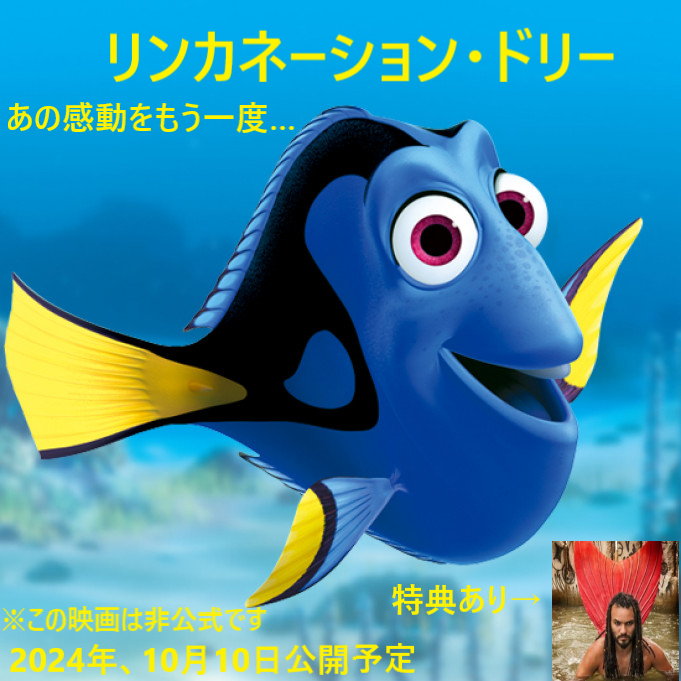 リンカネーション・ドリー
あの感動をもう一度...
特典あり→
※この映画は非公式です
2024年、10月10日公開予定